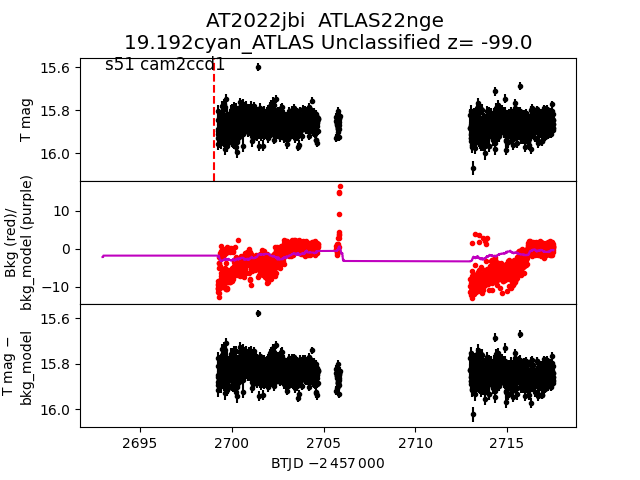 AT2022jbi  ATLAS22nge
19.192cyan_ATLAS Unclassified z= -99.0
s51 cam2ccd1
15.6
15.8
16.0
T mag
10
0
−10
Bkg (red)/
bkg_model (purple)
15.6
15.8
16.0
T mag −
bkg_model
2695 2700 2705 2710 2715
BTJD −2 457 000